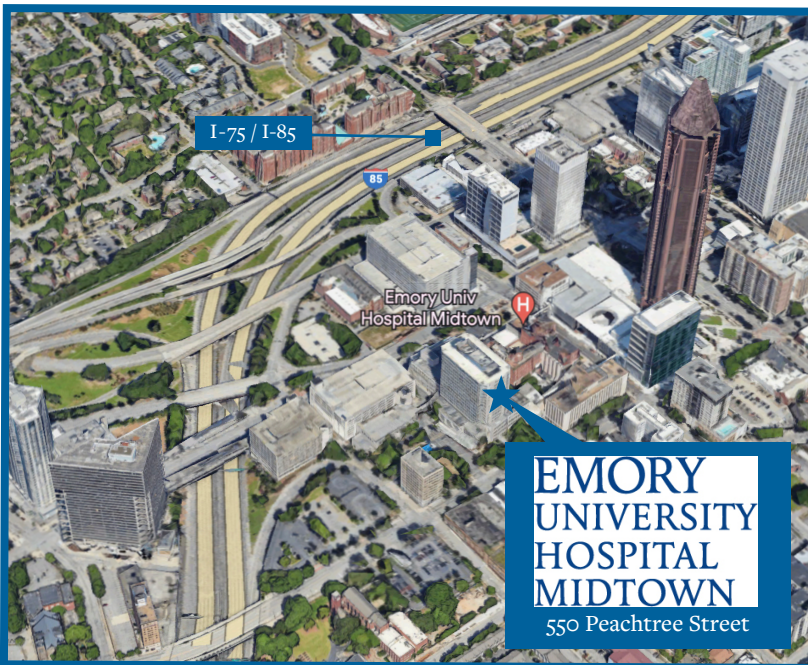 I-75 / I-85
85
Emory Univ
Hospital Midtown
H
EMORY
UNIVERSITY
HOSPITAL
MIDTOWN
550 Peachtree Street